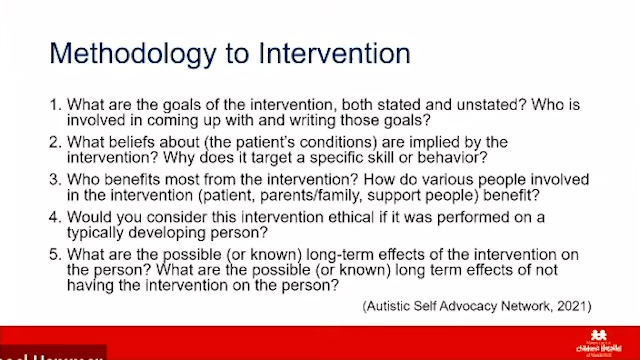 Methodology to Intervention
1. What are the goals of the intervention, both stated and unstated? Who is
involved in coming up with and writing those goals?
2. What beliefs about (the patient's conditions) are implied by the
intervention? Why does it target a specific skill or behavior?
3. Who benefits most from the intervention? How do various people involved
in the intervention (patient, parents/family, support people) benefit?
4. Would you consider this intervention ethical if it was performed on a
typically developing person?
5. What are the possible (or known) long-term effects of the intervention on
the person? What are the possible (or known) long term effects of not
having the intervention on the person?
(Autistic Self Advocacy Network, 2021)
Children's Hospital
at Vanderbilt